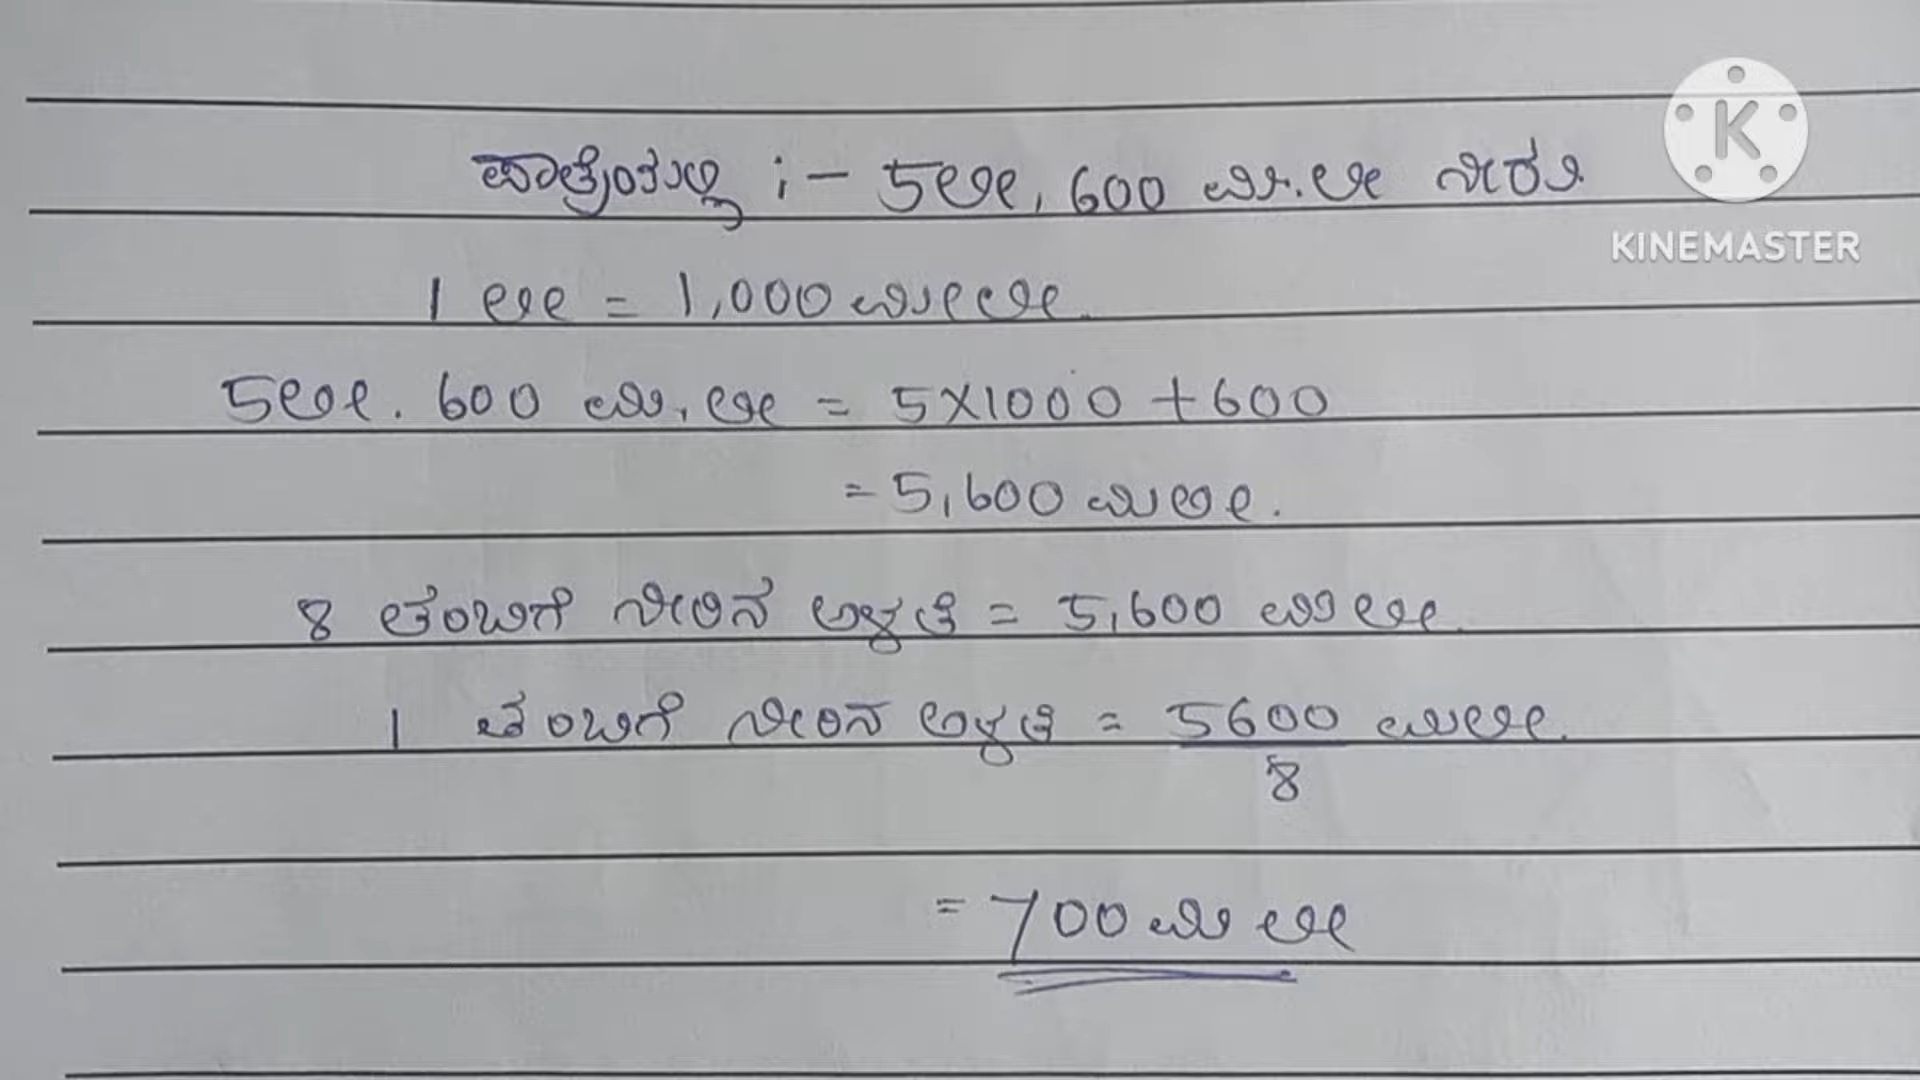 ಪಾತ್ರೆಯಲ್ಲಿ :- 5ಲೀ, 600 ಮಿ.ಲೀ ನೀರು
1 ಲೀ = 1,000 ಮೀಲೀ.
5ಲೀ. 600 ಮಿ.ಲೀ = 5X1000 + 600
= 5,600 ಮಿಲೀ.
8 ತಂಬಿಗೆ ನೀರಿನ ಅಳತೆ = 5,600 ಮಿಲೀ.
1 ತಂಬಿಗೆ ನೀರಿನ ಅಳತೆ = 5600 ಮಿಲೀ.
8
= 700 ಮಿ ಲೀ
K
KINEMASTER